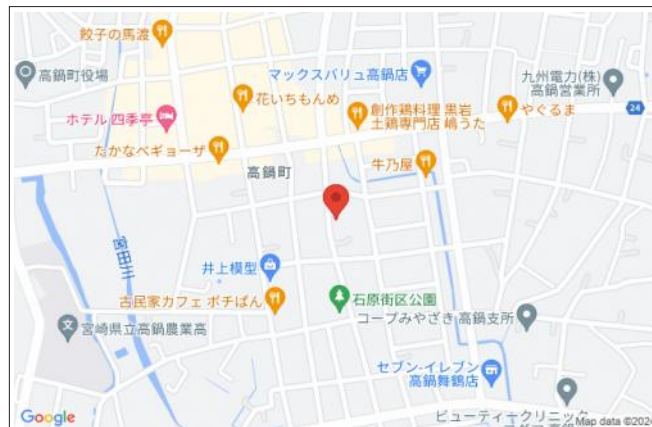 餃子の馬渡
高鍋町役場
マックスバリュ高鍋店
九州電力(株)
高鍋営業所
花いちもんめ
ホテル 四季亭
創作鶏料理 黒岩
土鶏専門店 嶋うた
やぐるま
24
たかなべギョーザ
高鍋町
牛乃屋
宮田川
井上模型
古民家カフェ ポチぱん
石原街区公園
宮崎県立高鍋農業高
コープみやざき 高鍋支所
セブン-イレブン
高鍋舞鶴店
ビューティークリニック
Google
Map data ©2024